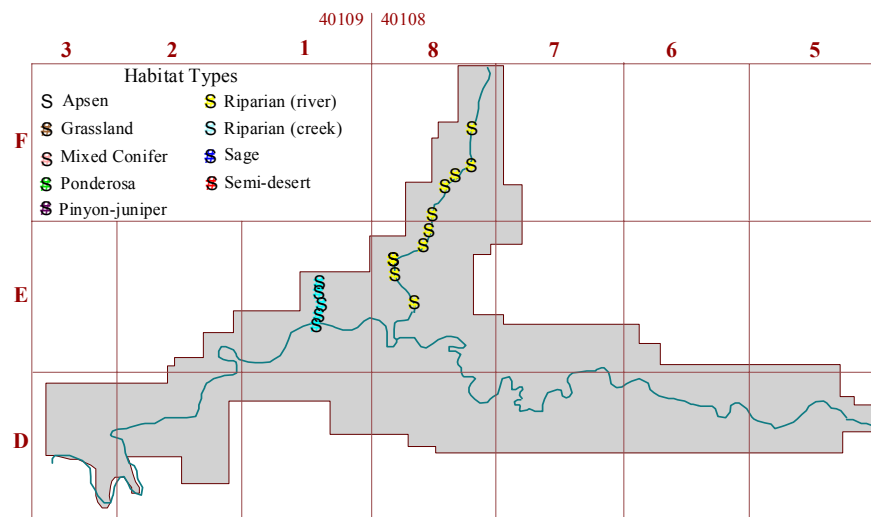 40109 40108
3 2 1 8 7 6 5
Habitat Types
S Apsen
S Riparian (river)
S Grassland
S Riparian (creek)
S Mixed Conifer
S Sage
S Ponderosa
S Semi-desert
S Pinyon-juniper
F
S
S
S
S
S
S
S
E
S
S
S
S
S
S
S
S
D